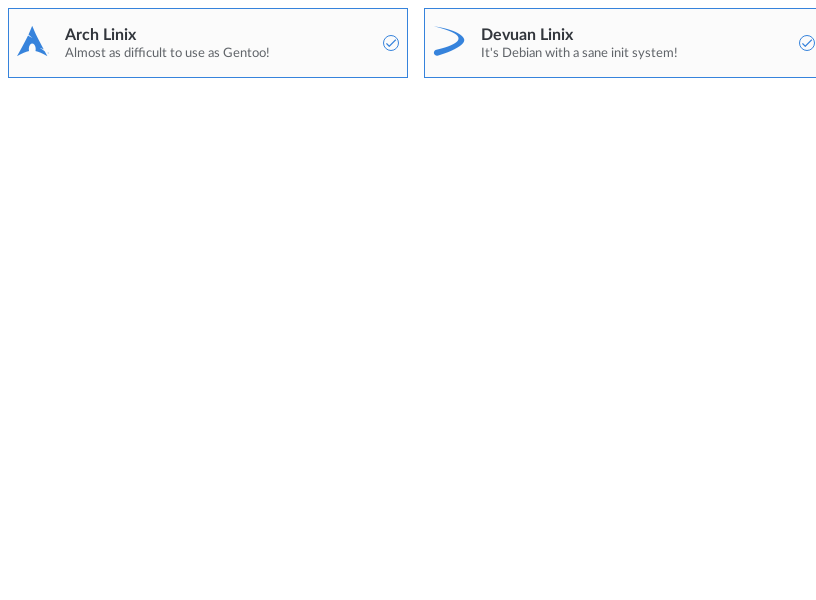 Arch Linix
Almost as difficult to use as Gentoo!
Devuan Linix
It's Debian with a sane init system!